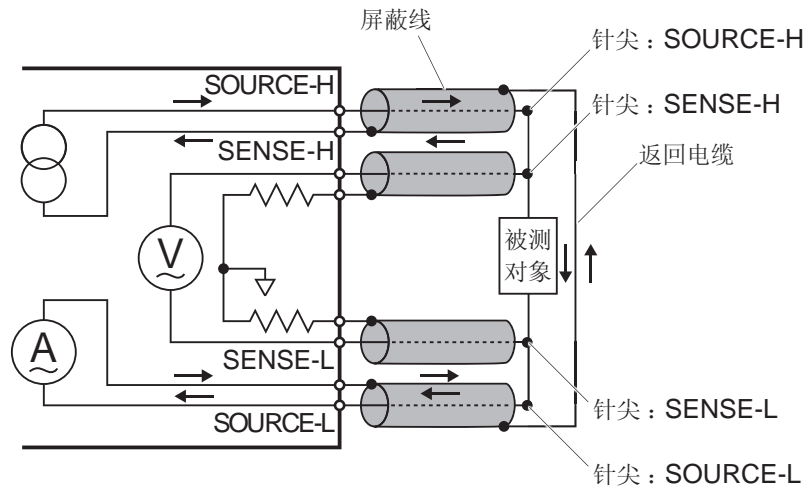 屏蔽线
针尖：SOURCE-H
SOURCE-H
针尖：SENSE-H
SENSE-H
返回电缆
V
被测
对象
A
SENSE-L
SOURCE-L
针尖：SENSE-L
针尖：SOURCE-L